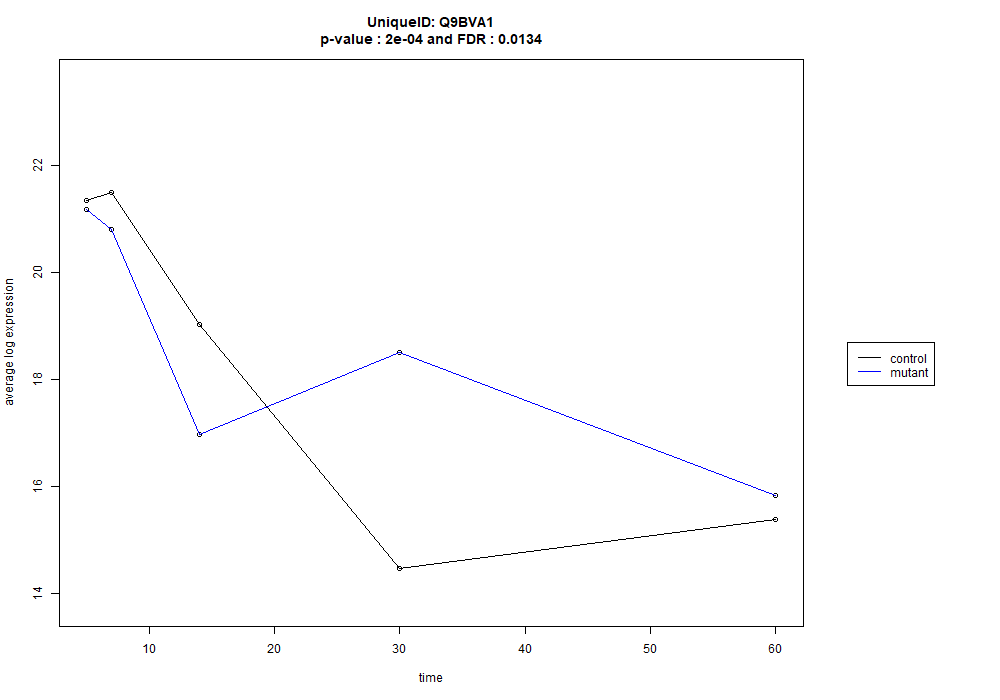 UniqueID: Q9BVA1
p-value : 2e-04 and FDR : 0.0134
average log expression
22
20
18
16
14
10 20 30 40 50 60
time
control
mutant